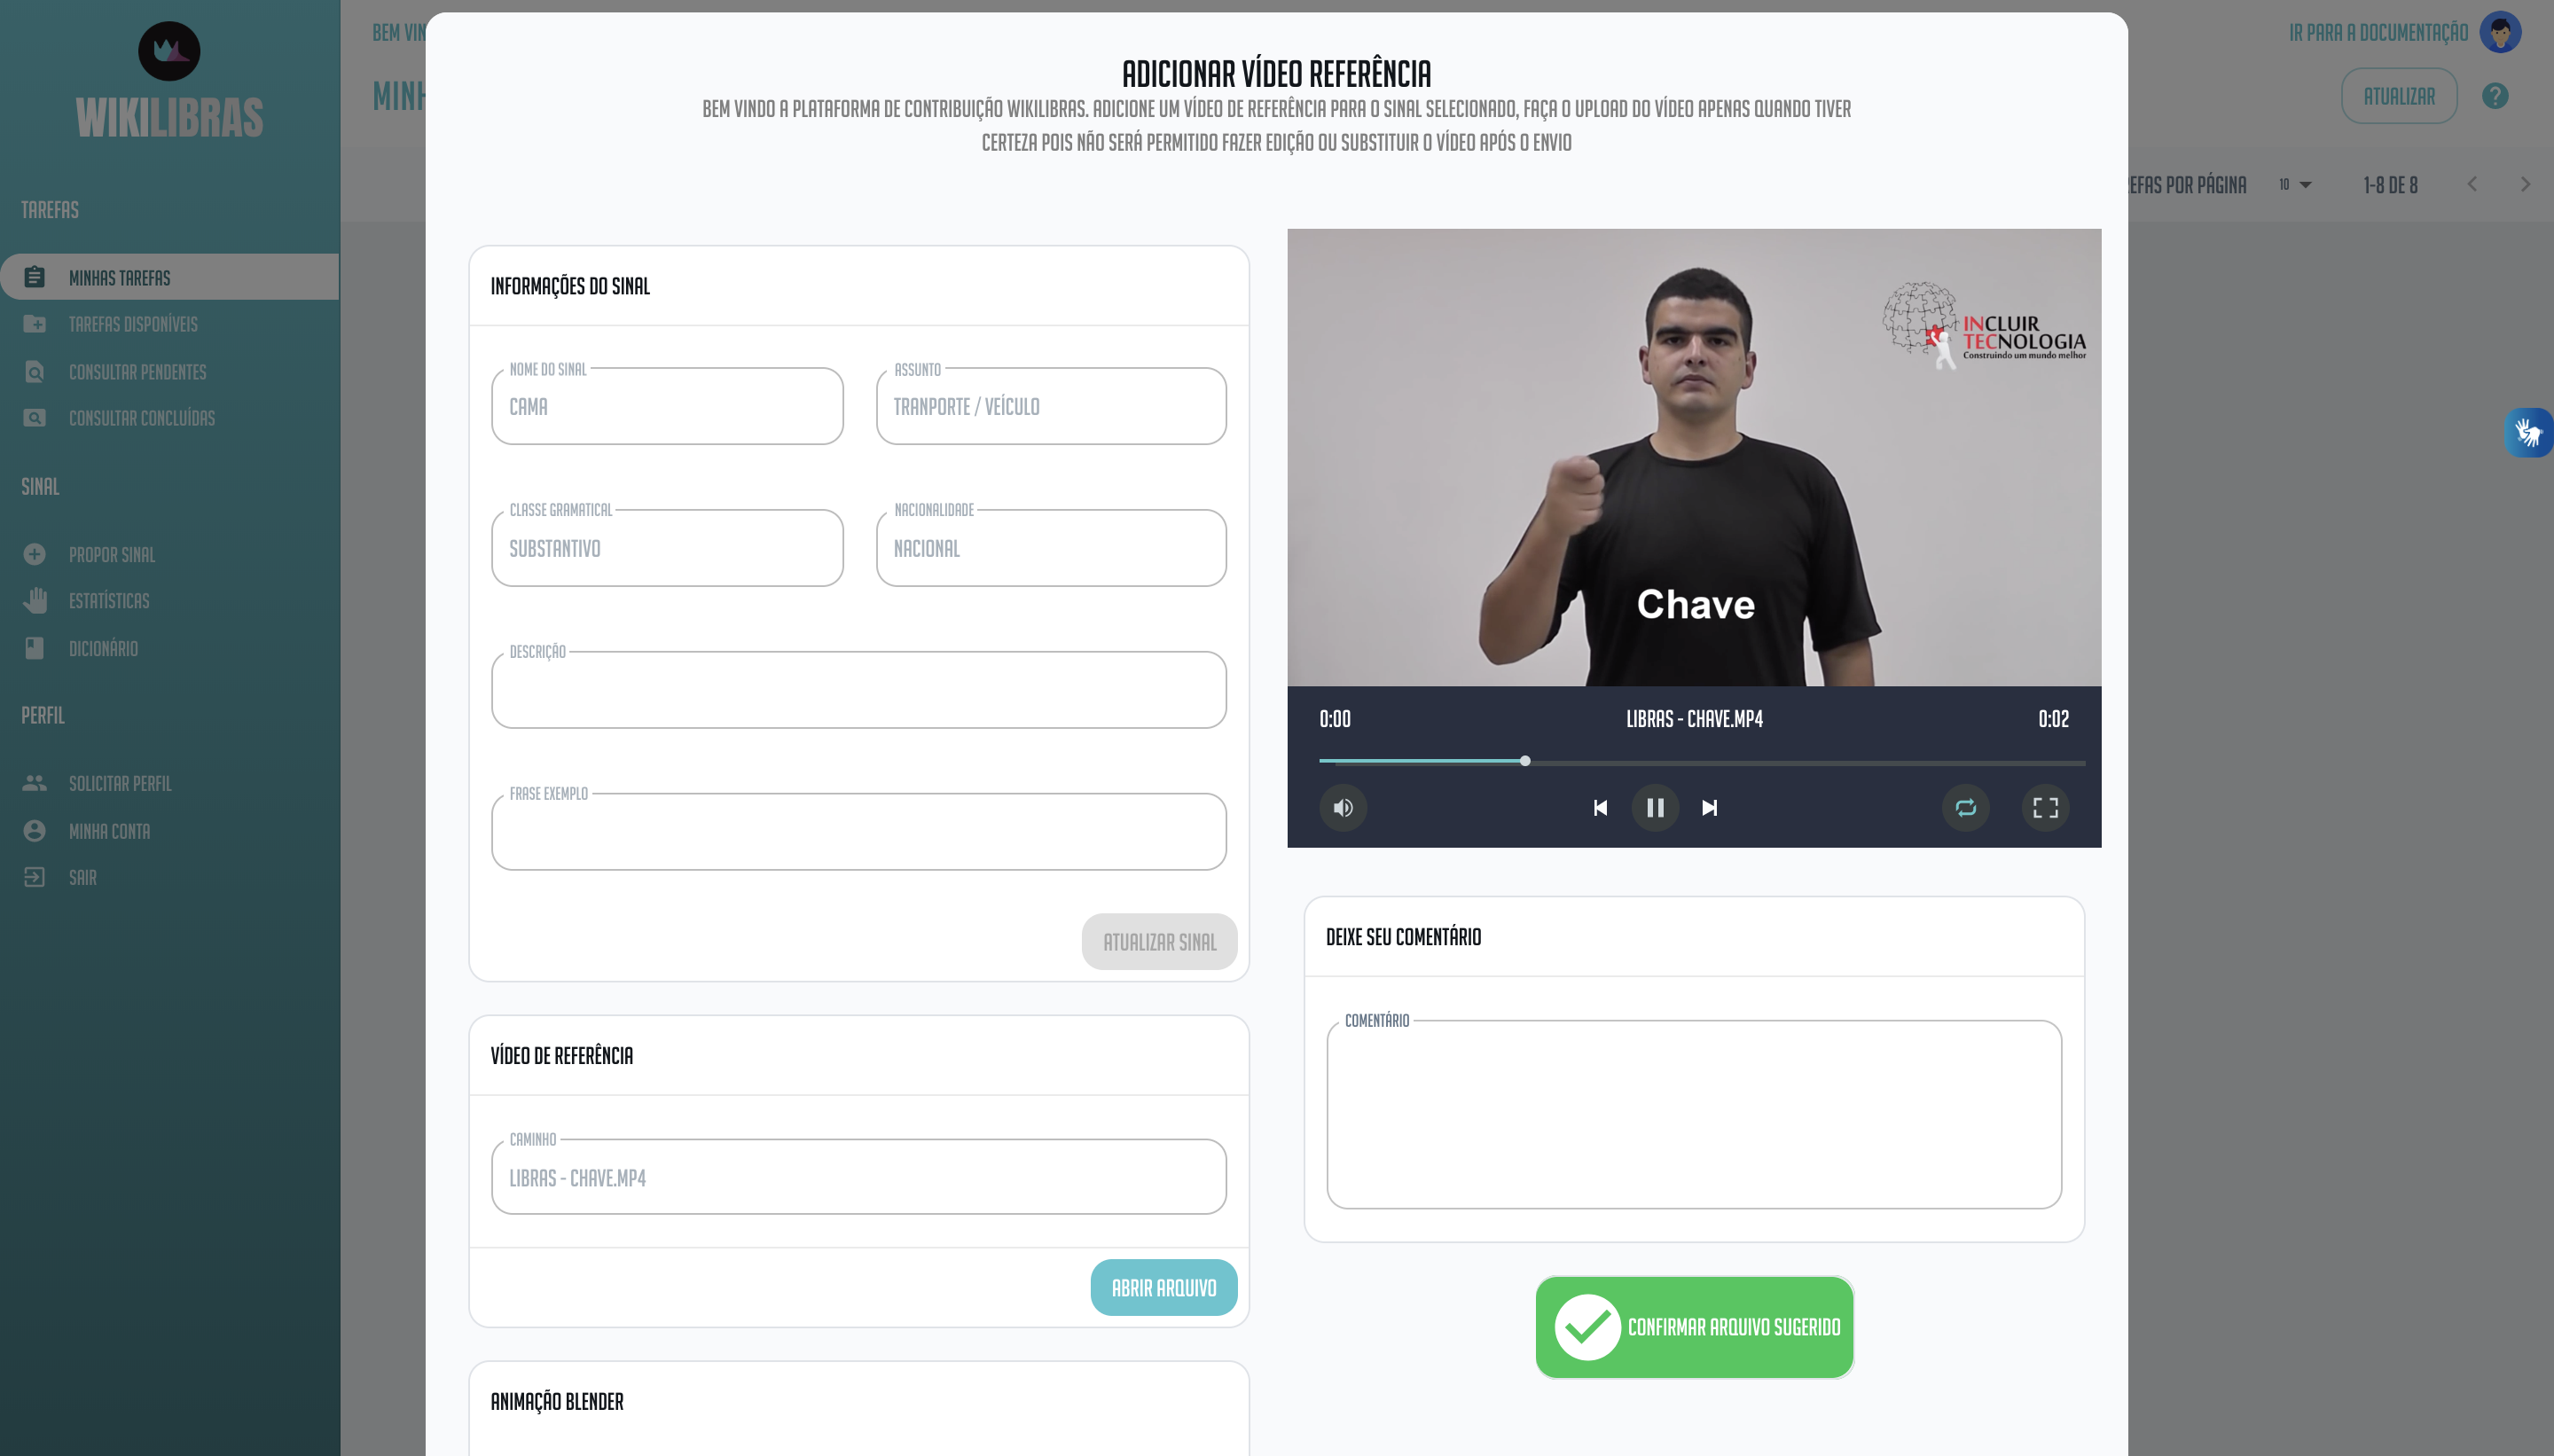 WIKILIBRAS
TAREFAS
MINHAS TAREFAS
TAREFAS DISPONÍVEIS
CONSULTAR PENDENTES
CONSULTAR CONCLUÍDAS
SINAL
PROPOR SINAL
ESTATÍSTICAS
DICIONÁRIO
PERFIL
SOLICITAR PERFIL
MINHA CONTA
SAIR
BEM VIN
MINH
IR PARA A DOCUMENTAÇÃO
ATUALIZAR
?
EFAS POR PÁGINA
10
1-8 DE 8
ADICIONAR VÍDEO REFERÊNCIA
BEM VINDO A PLATAFORMA DE CONTRIBUIÇÃO WIKILIBRAS. ADICIONE UM VÍDEO DE REFERÊNCIA PARA O SINAL SELECIONADO, FAÇA O UPLOAD DO VÍDEO APENAS QUANDO TIVER
CERTEZA POIS NÃO SERÁ PERMITIDO FAZER EDIÇÃO OU SUBSTITUIR O VÍDEO APÓS O ENVIO
INFORMAÇÕES DO SINAL
NOME DO SINAL
CAMA
ASSUNTO
TRANPORTE / VEÍCULO
CLASSE GRAMATICAL
SUBSTANTIVO
NACIONALIDADE
NACIONAL
DESCRIÇÃO
FRASE EXEMPLO
ATUALIZAR SINAL
VÍDEO DE REFERÊNCIA
CAMINHO
LIBRAS - CHAVE.MP4
ABRIR ARQUIVO
ANIMAÇÃO BLENDER
INCLUIR
TECNOLOGIA
Construindo um mundo melhor
Chave
0:00
LIBRAS - CHAVE.MP4
0:02
DEIXE SEU COMENTÁRIO
COMENTÁRIO
CONFIRMAR ARQUIVO SUGERIDO